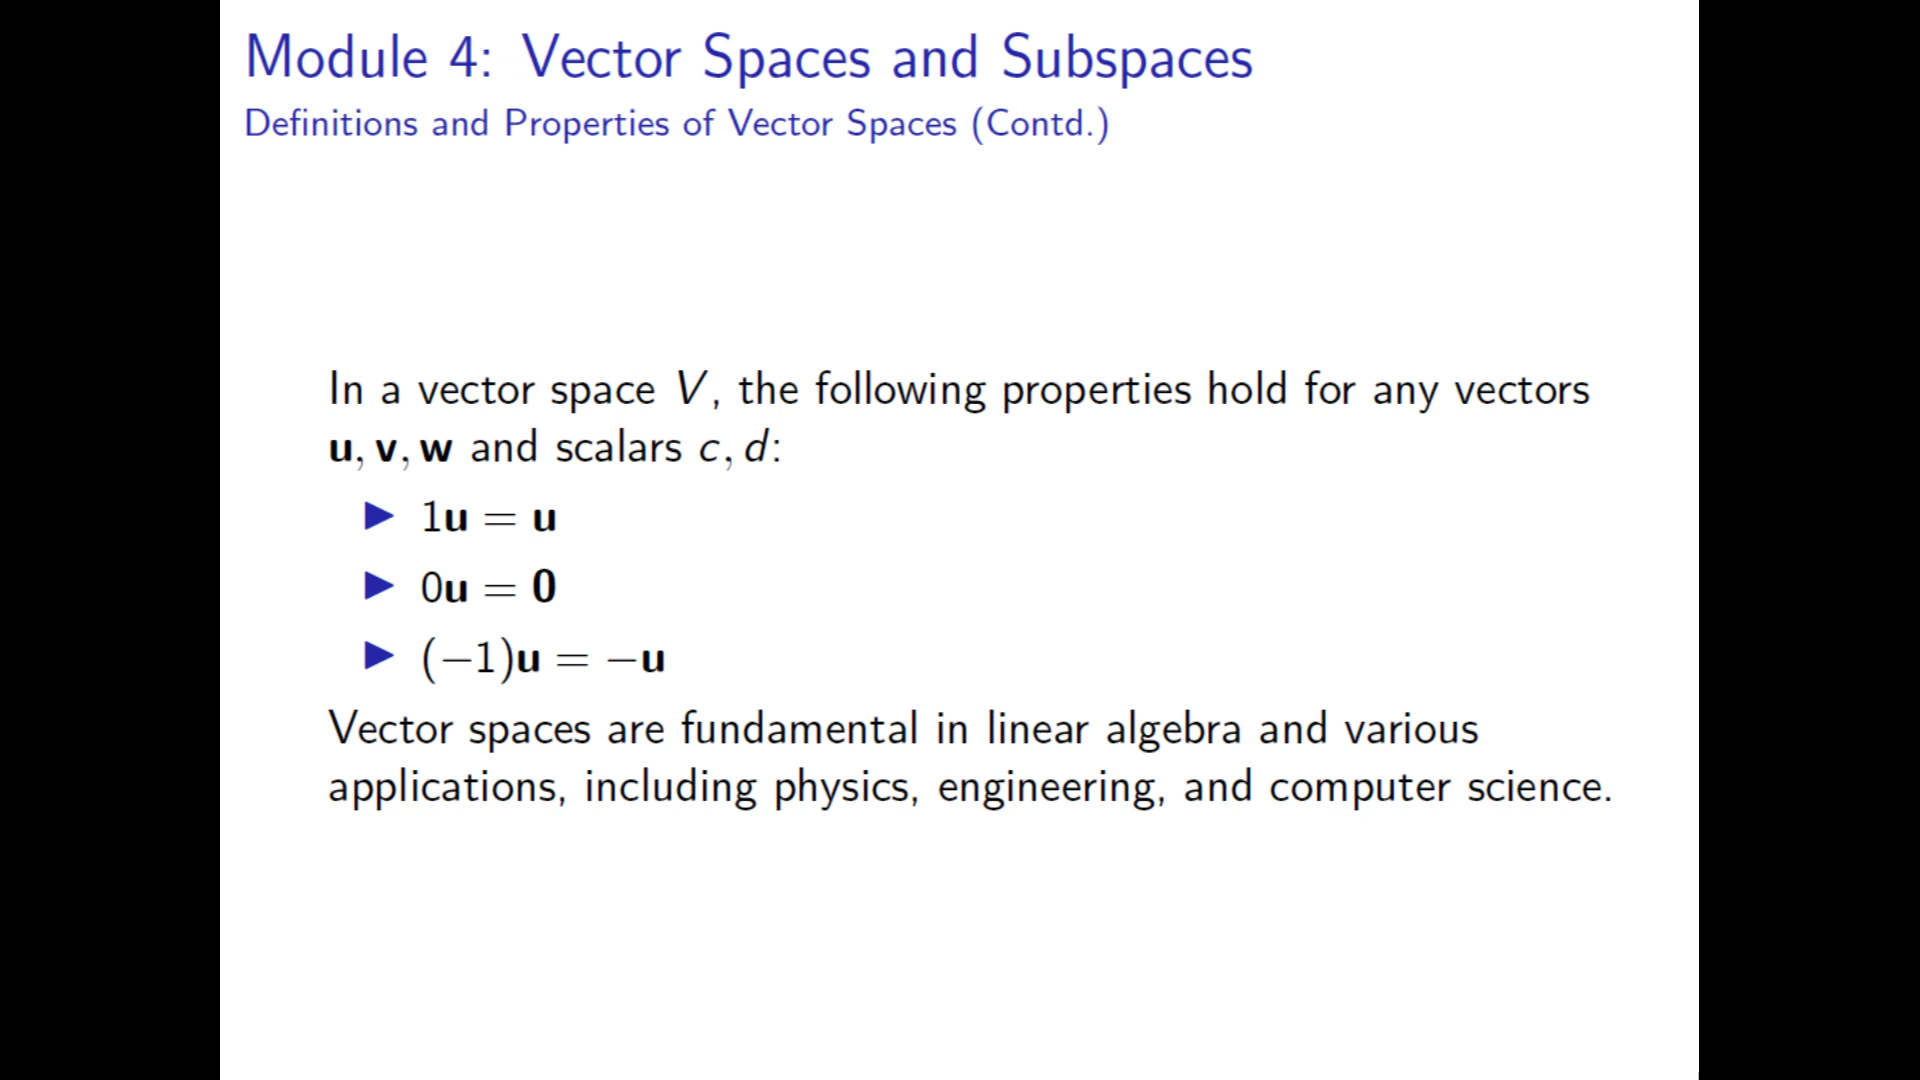 Module 4: Vector Spaces and Subspaces
Definitions and Properties of Vector Spaces (Contd.)
In a vector space V, the following properties hold for any vectors
u, v, w and scalars c, d:
▶ 1u = u
▶ 0u = 0
▶ (−1)u = −u
Vector spaces are fundamental in linear algebra and various
applications, including physics, engineering, and computer science.